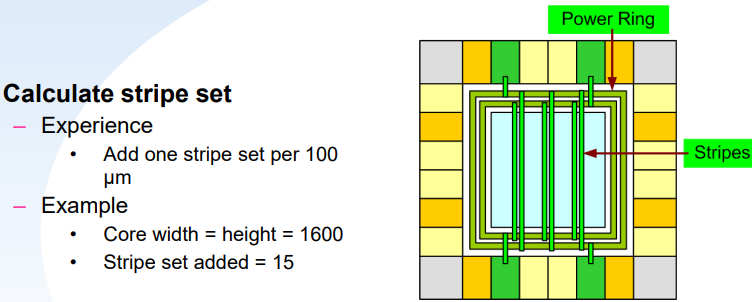 Calculate stripe set
– Experience
• Add one stripe set per 100
µm
– Example
• Core width = height = 1600
• Stripe set added = 15
Power Ring
Stripes